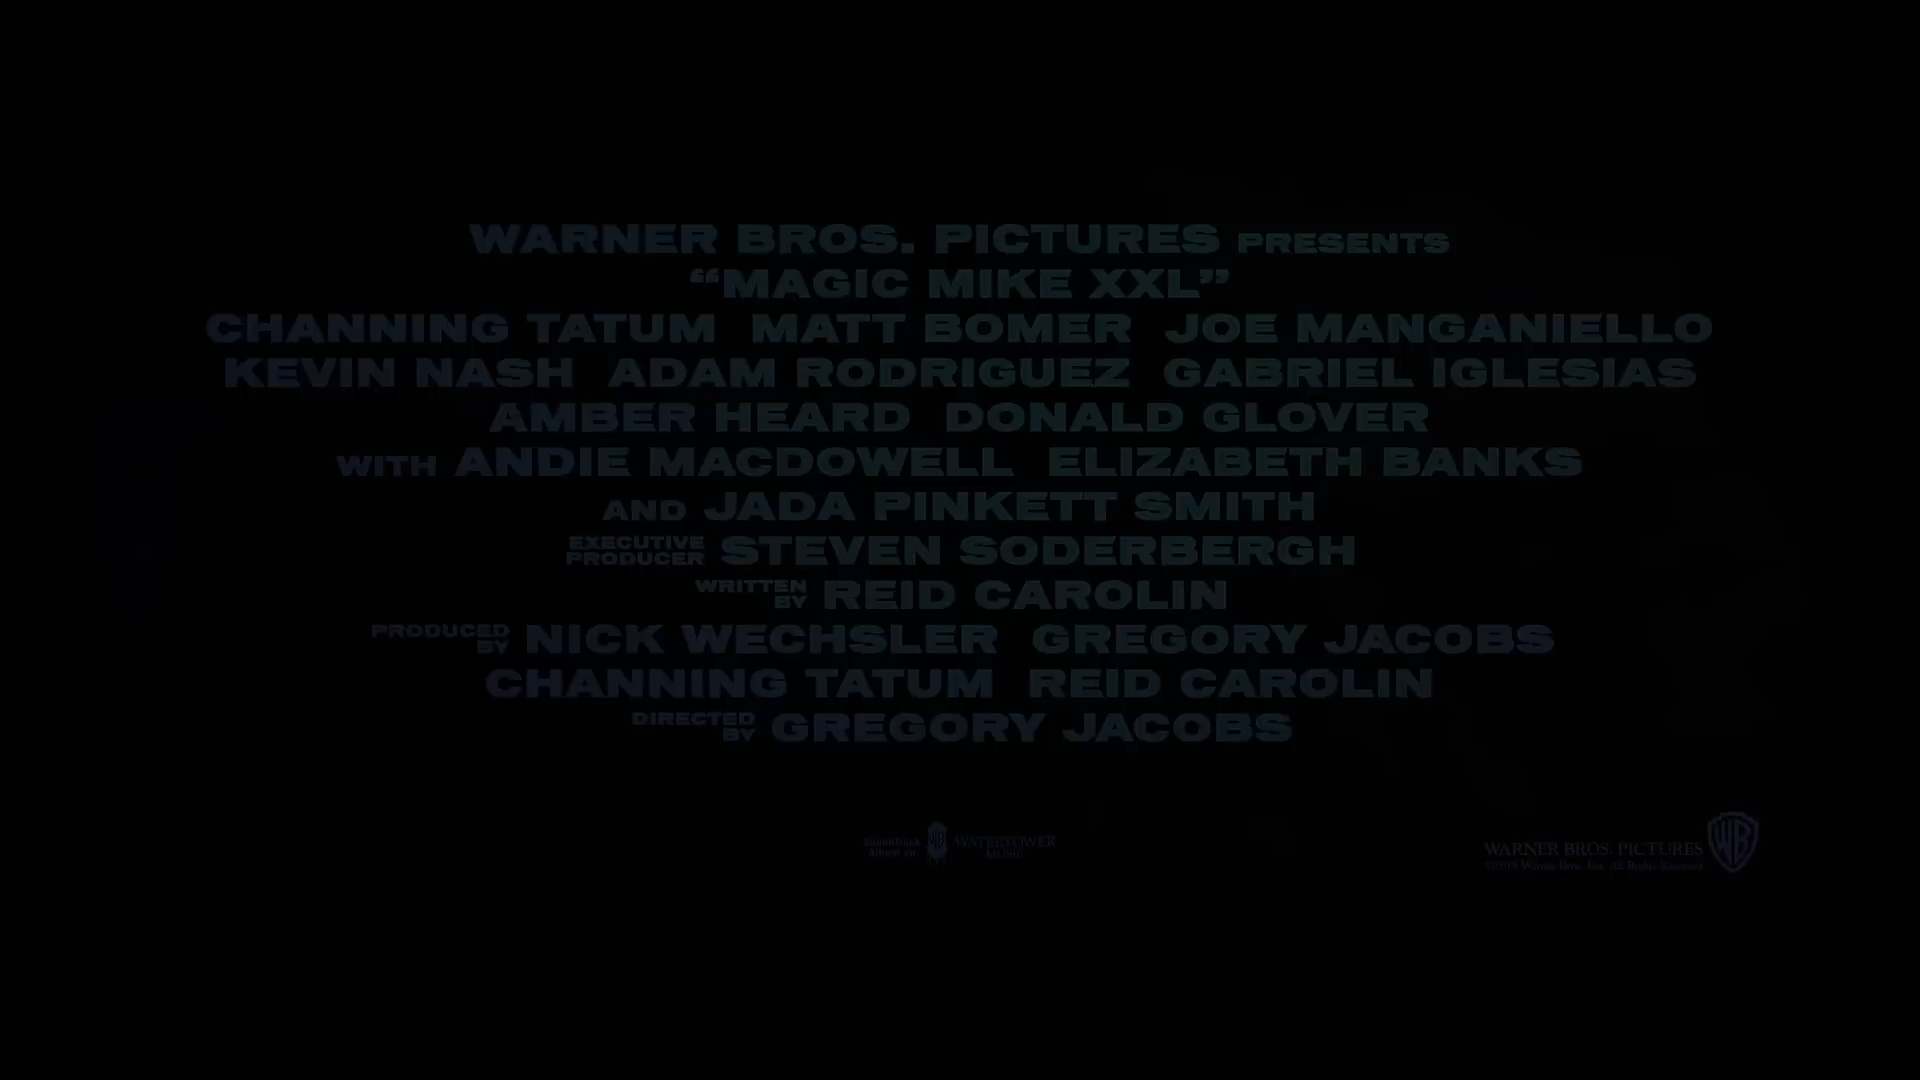 WARNER BROS. PICTURES PRESENTS
“MAGIC MIKE XXL”
CHANNING TATUM MATT BOMER JOE MANGANIELLO
KEVIN NASH ADAM RODRIGUEZ GABRIEL IGLESIAS
AMBER HEARD DONALD GLOVER
WITH ANDIE MACDOWELL ELIZABETH BANKS
AND JADA PINKETT SMITH
EXECUTIVE PRODUCER STEVEN SODERBERGH
WRITTEN BY REID CAROLIN
PRODUCED BY NICK WECHSLER GREGORY JACOBS
CHANNING TATUM REID CAROLIN
DIRECTED BY GREGORY JACOBS
WATERTOWER
WB
WARNER BROS. PICTURES
WB